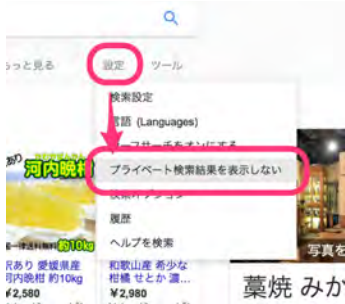 っと見る
設定
ツール
検索設定
言語 (Languages)
セーフサーチをオンにする
プライベート検索結果を表示しない
検索オプション
履歴
ヘルプを検索
河内晩柑
約10kg
訳あり 愛媛県産
河内晩柑 約10kg
¥2,580
和歌山産 希少な
柑橘 せとか 濃…
¥2,980
写真を
藁焼 みか